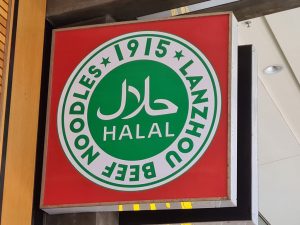 ★ 1915 ★
LANZHOU BEEF NOODLES
حلال
HALAL